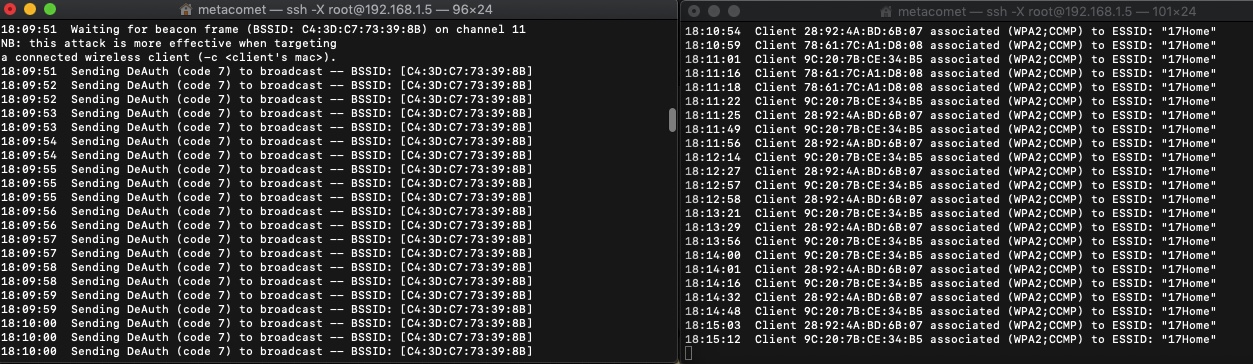 metacomet — ssh -X root@192.168.1.5 — 96×24
18:09:51  Waiting for beacon frame (BSSID: C4:3D:C7:73:39:8B) on channel 11
NB: this attack is more effective when targeting
a connected wireless client (-c <client's mac>).
18:09:51  Sending DeAuth (code 7) to broadcast -- BSSID: [C4:3D:C7:73:39:8B]
18:09:52  Sending DeAuth (code 7) to broadcast -- BSSID: [C4:3D:C7:73:39:8B]
18:09:52  Sending DeAuth (code 7) to broadcast -- BSSID: [C4:3D:C7:73:39:8B]
18:09:53  Sending DeAuth (code 7) to broadcast -- BSSID: [C4:3D:C7:73:39:8B]
18:09:53  Sending DeAuth (code 7) to broadcast -- BSSID: [C4:3D:C7:73:39:8B]
18:09:54  Sending DeAuth (code 7) to broadcast -- BSSID: [C4:3D:C7:73:39:8B]
18:09:54  Sending DeAuth (code 7) to broadcast -- BSSID: [C4:3D:C7:73:39:8B]
18:09:55  Sending DeAuth (code 7) to broadcast -- BSSID: [C4:3D:C7:73:39:8B]
18:09:55  Sending DeAuth (code 7) to broadcast -- BSSID: [C4:3D:C7:73:39:8B]
18:09:55  Sending DeAuth (code 7) to broadcast -- BSSID: [C4:3D:C7:73:39:8B]
18:09:56  Sending DeAuth (code 7) to broadcast -- BSSID: [C4:3D:C7:73:39:8B]
18:09:56  Sending DeAuth (code 7) to broadcast -- BSSID: [C4:3D:C7:73:39:8B]
18:09:57  Sending DeAuth (code 7) to broadcast -- BSSID: [C4:3D:C7:73:39:8B]
18:09:57  Sending DeAuth (code 7) to broadcast -- BSSID: [C4:3D:C7:73:39:8B]
18:09:58  Sending DeAuth (code 7) to broadcast -- BSSID: [C4:3D:C7:73:39:8B]
18:09:58  Sending DeAuth (code 7) to broadcast -- BSSID: [C4:3D:C7:73:39:8B]
18:09:59  Sending DeAuth (code 7) to broadcast -- BSSID: [C4:3D:C7:73:39:8B]
18:09:59  Sending DeAuth (code 7) to broadcast -- BSSID: [C4:3D:C7:73:39:8B]
18:10:00  Sending DeAuth (code 7) to broadcast -- BSSID: [C4:3D:C7:73:39:8B]
18:10:00  Sending DeAuth (code 7) to broadcast -- BSSID: [C4:3D:C7:73:39:8B]
18:10:00  Sending DeAuth (code 7) to broadcast -- BSSID: [C4:3D:C7:73:39:8B]
metacomet — ssh -X root@192.168.1.5 — 101×24
18:10:54  Client 28:92:4A:BD:6B:07 associated (WPA2;CCMP) to ESSID: "17Home"
18:10:59  Client 78:61:7C:A1:D8:08 associated (WPA2;CCMP) to ESSID: "17Home"
18:11:01  Client 9C:20:7B:CE:34:B5 associated (WPA2;CCMP) to ESSID: "17Home"
18:11:16  Client 78:61:7C:A1:D8:08 associated (WPA2;CCMP) to ESSID: "17Home"
18:11:18  Client 78:61:7C:A1:D8:08 associated (WPA2;CCMP) to ESSID: "17Home"
18:11:22  Client 9C:20:7B:CE:34:B5 associated (WPA2;CCMP) to ESSID: "17Home"
18:11:25  Client 28:92:4A:BD:6B:07 associated (WPA2;CCMP) to ESSID: "17Home"
18:11:49  Client 9C:20:7B:CE:34:B5 associated (WPA2;CCMP) to ESSID: "17Home"
18:11:56  Client 28:92:4A:BD:6B:07 associated (WPA2;CCMP) to ESSID: "17Home"
18:12:14  Client 9C:20:7B:CE:34:B5 associated (WPA2;CCMP) to ESSID: "17Home"
18:12:27  Client 28:92:4A:BD:6B:07 associated (WPA2;CCMP) to ESSID: "17Home"
18:12:57  Client 9C:20:7B:CE:34:B5 associated (WPA2;CCMP) to ESSID: "17Home"
18:12:58  Client 28:92:4A:BD:6B:07 associated (WPA2;CCMP) to ESSID: "17Home"
18:13:21  Client 9C:20:7B:CE:34:B5 associated (WPA2;CCMP) to ESSID: "17Home"
18:13:29  Client 28:92:4A:BD:6B:07 associated (WPA2;CCMP) to ESSID: "17Home"
18:13:56  Client 9C:20:7B:CE:34:B5 associated (WPA2;CCMP) to ESSID: "17Home"
18:14:00  Client 28:92:4A:BD:6B:07 associated (WPA2;CCMP) to ESSID: "17Home"
18:14:01  Client 28:92:4A:BD:6B:07 associated (WPA2;CCMP) to ESSID: "17Home"
18:14:16  Client 9C:20:7B:CE:34:B5 associated (WPA2;CCMP) to ESSID: "17Home"
18:14:32  Client 28:92:4A:BD:6B:07 associated (WPA2;CCMP) to ESSID: "17Home"
18:14:48  Client 9C:20:7B:CE:34:B5 associated (WPA2;CCMP) to ESSID: "17Home"
18:15:03  Client 28:92:4A:BD:6B:07 associated (WPA2;CCMP) to ESSID: "17Home"
18:15:12  Client 9C:20:7B:CE:34:B5 associated (WPA2;CCMP) to ESSID: "17Home"